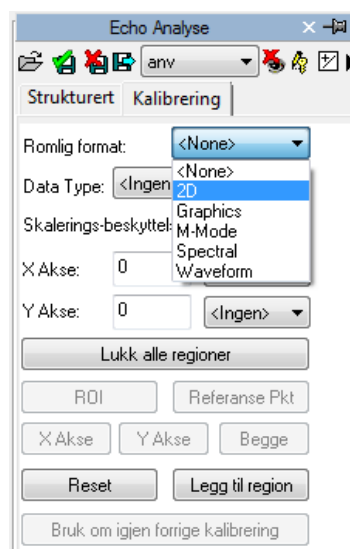 Echo Analyse
anv
Strukturert Kalibrering
Romlig format: <None>
<None>
Data Type: <Ingen
2D
Graphics
Skalerings-beskyttel
M-Mode
Spectral
Waveform
X Akse: 0
Y Akse: 0 <Ingen>
Lukk alle regioner
ROI Referanse Pkt
X Akse Y Akse Begge
Reset Legg til region
Bruk om igjen forrige kalibrering